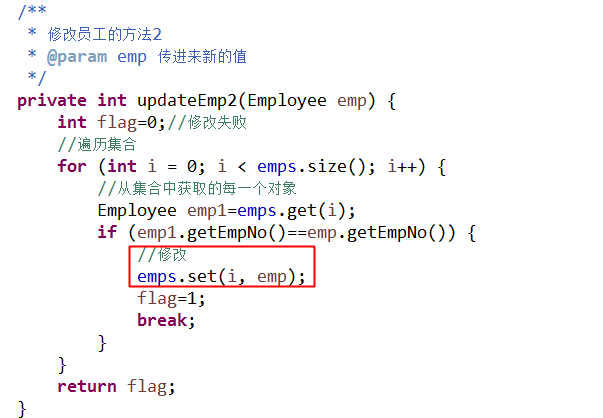 /**
 * 修改员工的方法2
 * @param emp 传进来新的值
 */
private int updateEmp2(Employee emp) {
    int flag=0;//修改失败
    //遍历集合
    for (int i = 0; i < emps.size(); i++) {
        //从集合中获取的每一个对象
        Employee emp1=emps.get(i);
        if (emp1.getEmpNo()==emp.getEmpNo()) {
            //修改
            emps.set(i, emp);
            flag=1;
            break;
        }
    }
    return flag;
}